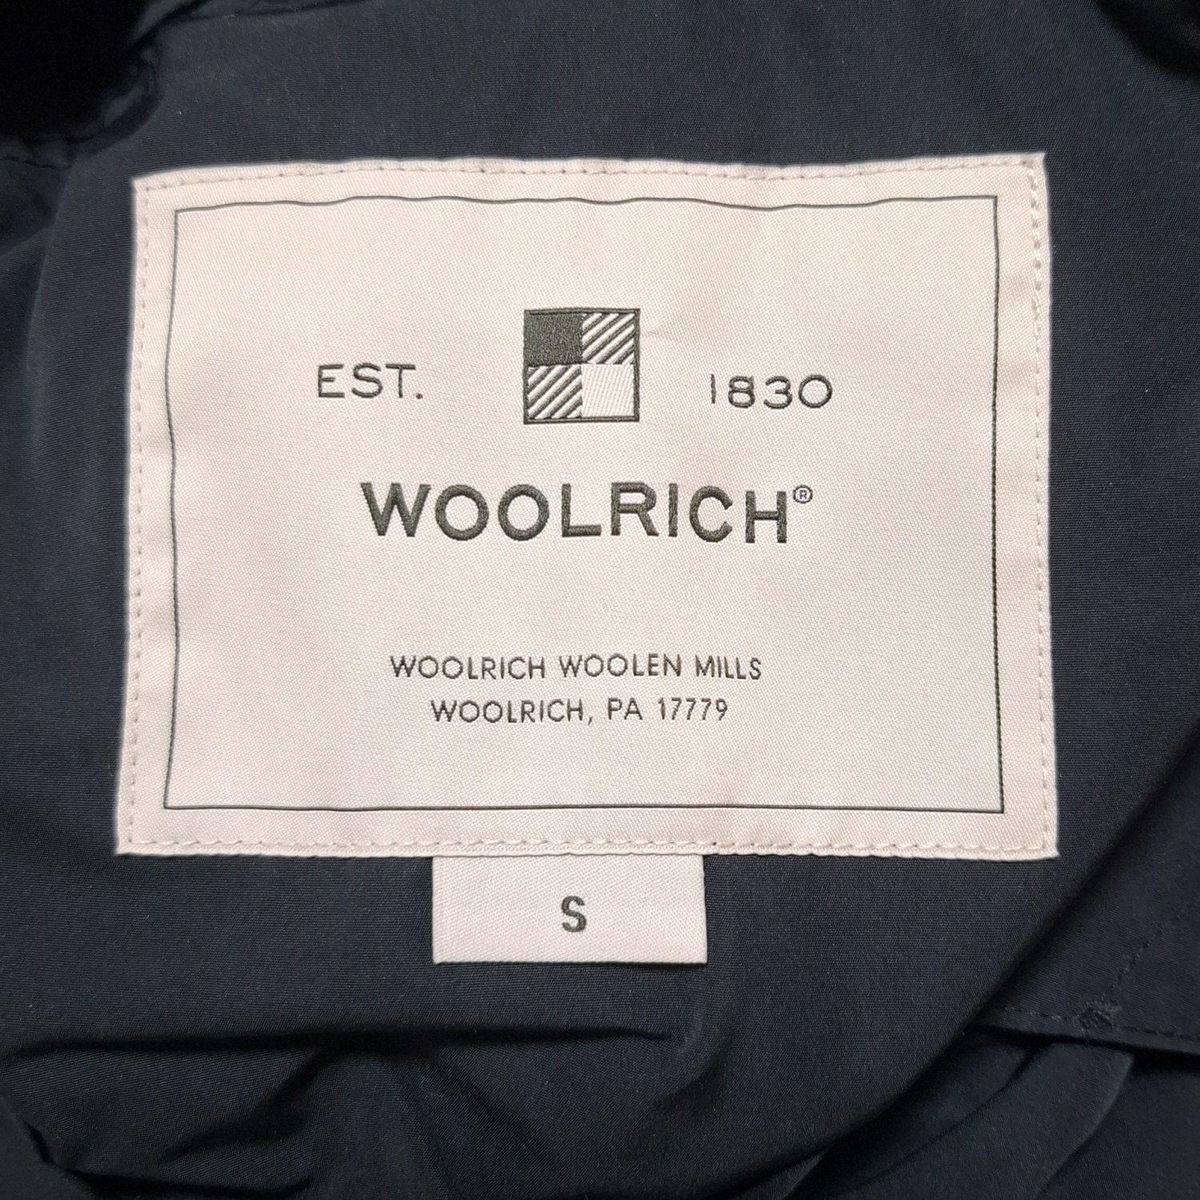 EST. 1830
WOOLRICH®
WOOLRICH WOOLEN MILLS
WOOLRICH, PA 17779
S